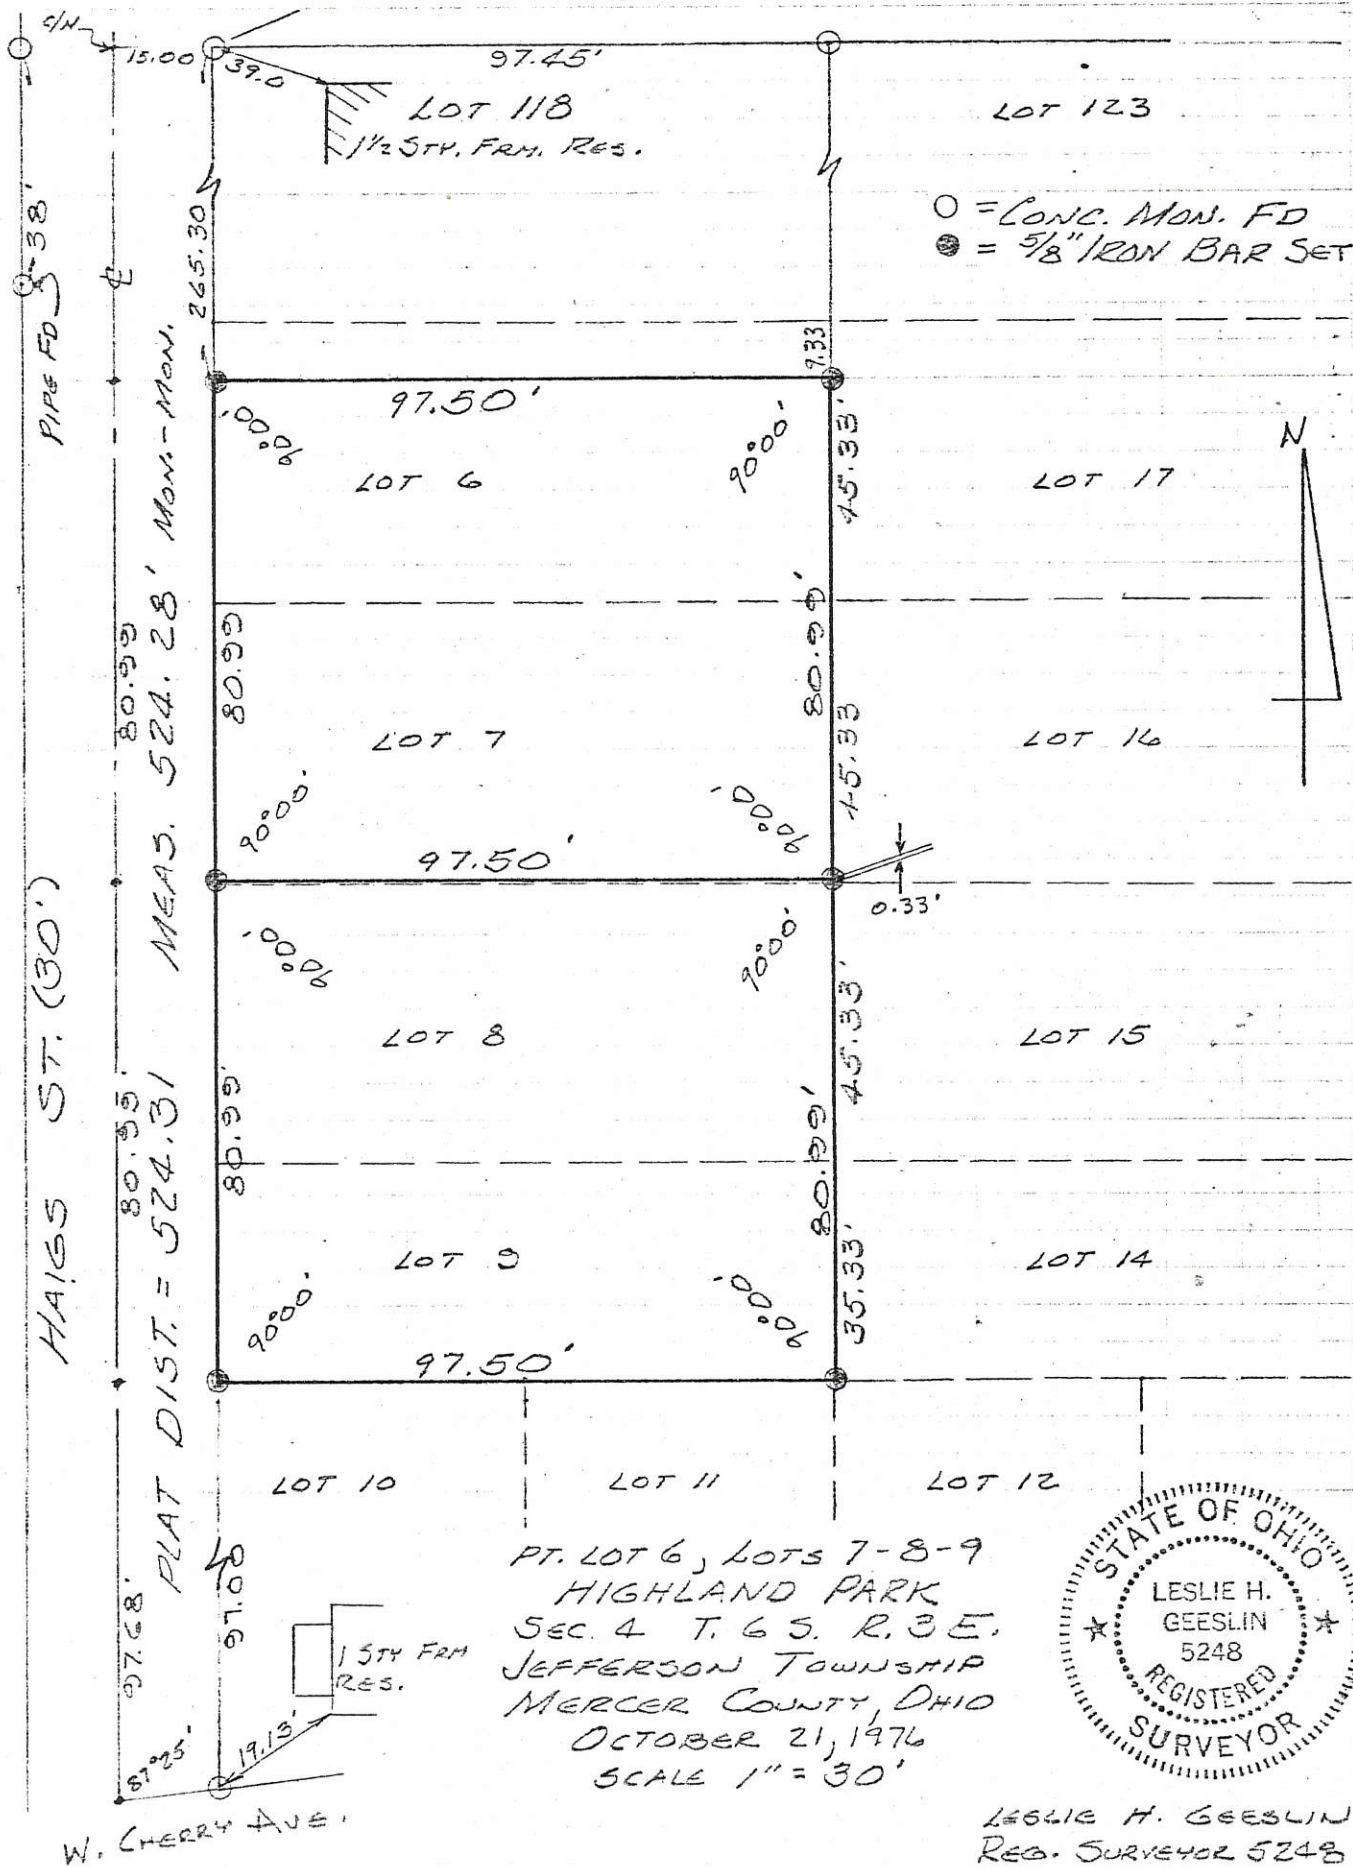 C/N
15.00
39.0
97.45'
LOT 118
1½ STY. FRM. RES.
LOT 123
○ = CONC. MON. FD
● = 5/8" IRON BAR SET
PIPE FD
38'
℄
265.30
9.33
97.50'
90°00'
90°00'
LOT 6
45.33'
LOT 17
N
80.99
80.99
80.99'
LOT 7
45.33
LOT 16
90°00'
90°00'
97.50'
0.33'
90°00'
90°00'
LOT 8
45.33'
LOT 15
80.99'
80.99'
80.99'
LOT 9
35.33'
LOT 14
90°00'
90°00'
97.50'
HAIGS ST. (30')
PLAT DIST. = 524.31 MEAS. 524.28' MON.-MON.
LOT 10
LOT 11
LOT 12
97.68'
97.00
1 STY FRM
RES.
19.13'
87°25'
W. CHERRY AVE.
PT. LOT 6, LOTS 7-8-9
HIGHLAND PARK
SEC. 4 T. 6 S. R. 3 E.
JEFFERSON TOWNSHIP
MERCER COUNTY, OHIO
OCTOBER 21, 1976
SCALE 1" = 30'
STATE OF OHIO
LESLIE H.
GEESLIN
5248
REGISTERED
SURVEYOR
LESLIE H. GEESLIN
REG. SURVEYOR 5248